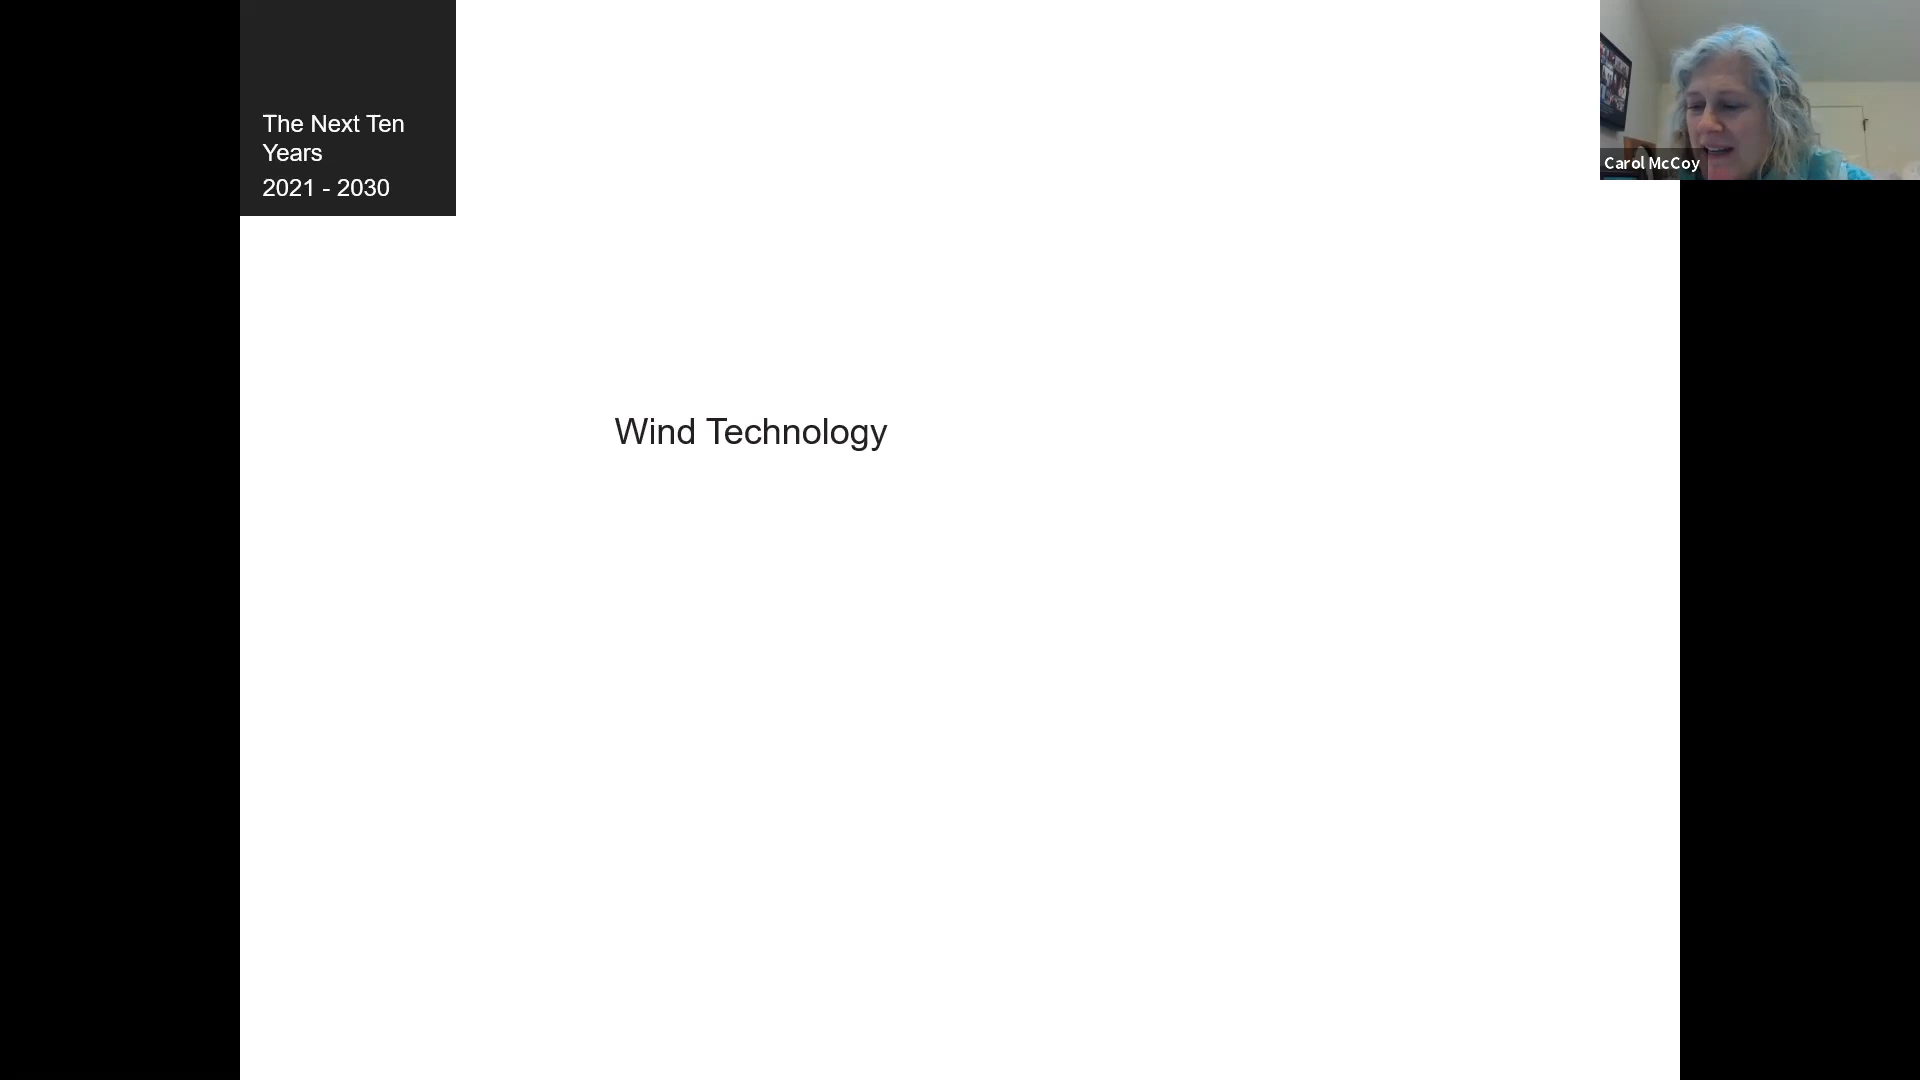 The Next Ten
Years
2021 - 2030
Carol McCoy
Wind Technology